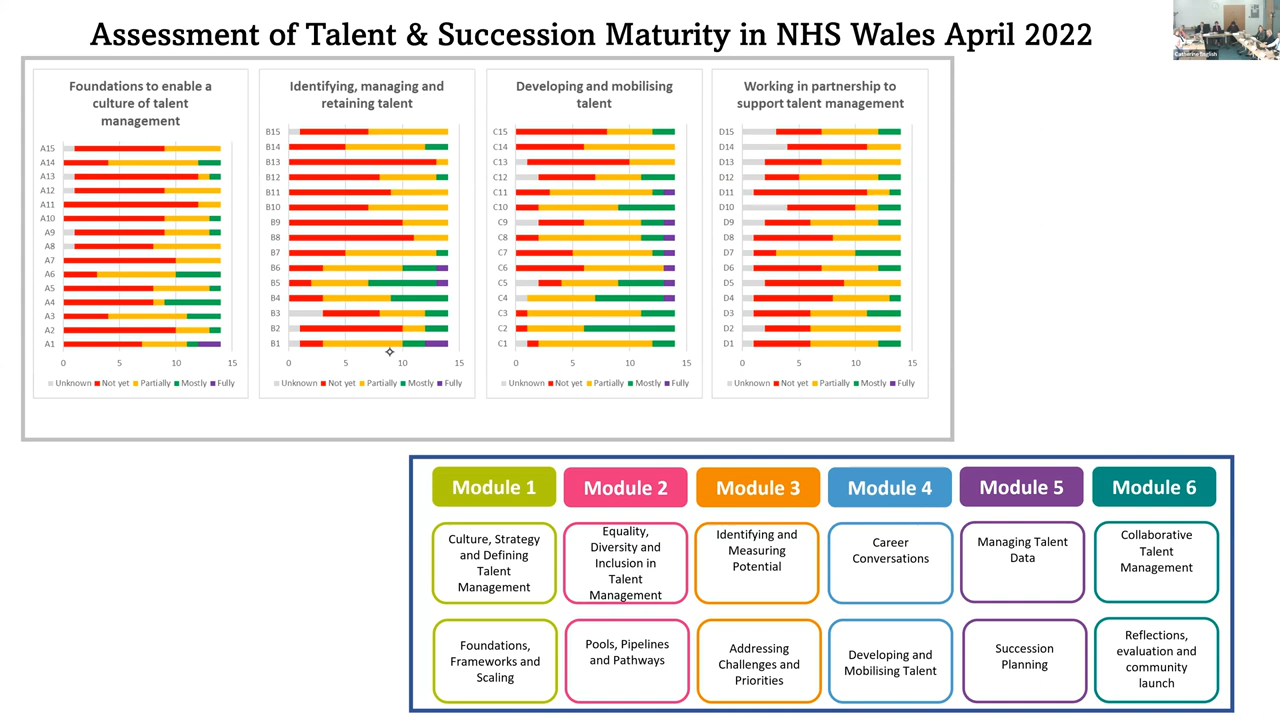 Assessment of Talent & Succession Maturity in NHS Wales April 2022
Catherine English
Foundations to enable a
culture of talent
management
A15
A14
A13
A12
A11
A10
A9
A8
A7
A6
A5
A4
A3
A2
A1
0 5 10 15
Unknown Not yet Partially Mostly Fully
Identifying, managing and
retaining talent
B15
B14
B13
B12
B11
B10
B9
B8
B7
B6
B5
B4
B3
B2
B1
0 5 10 15
Unknown Not yet Partially Mostly Fully
Developing and mobilising
talent
C15
C14
C13
C12
C11
C10
C9
C8
C7
C6
C5
C4
C3
C2
C1
0 5 10 15
Unknown Not yet Partially Mostly Fully
Working in partnership to
support talent management
D15
D14
D13
D12
D11
D10
D9
D8
D7
D6
D5
D4
D3
D2
D1
0 5 10 15
Unknown Not yet Partially Mostly Fully
Module 1
Module 2
Module 3
Module 4
Module 5
Module 6
Culture, Strategy
and Defining
Talent
Management
Equality,
Diversity and
Inclusion in
Talent
Management
Identifying and
Measuring
Potential
Career
Conversations
Managing Talent
Data
Collaborative
Talent
Management
Foundations,
Frameworks and
Scaling
Pools, Pipelines
and Pathways
Addressing
Challenges and
Priorities
Developing and
Mobilising Talent
Succession
Planning
Reflections,
evaluation and
community
launch